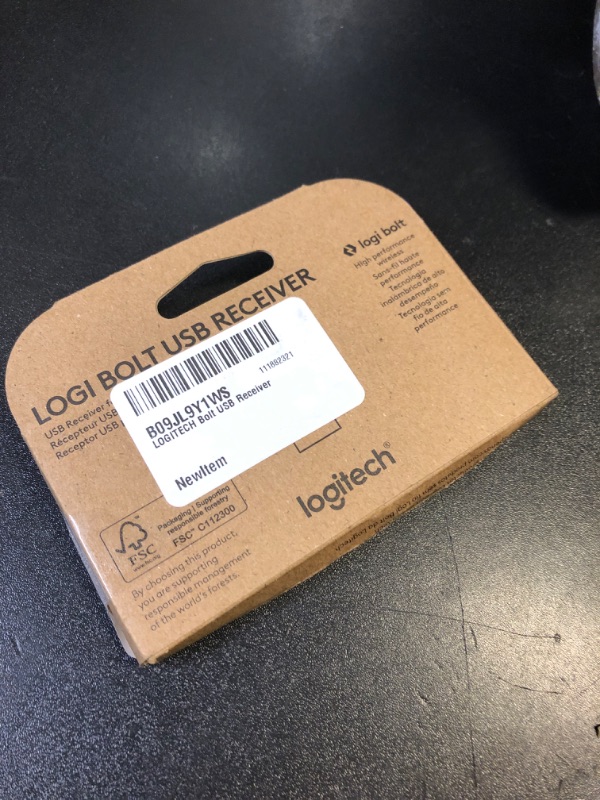 LOGI BOLT USB RECEIVER
USB Receiver
Récepteur USB
Receptor USB
logi bolt
High performance
wireless
Sans-fil haute
performance
Tecnología
inalámbrica de alto
desempeño
Tecnologia sem
fio de alta
performance
111882321
B09JL9Y1WS
LOGITECH Bolt USB Receiver
NewItem
logitech®
FSC
www.fsc.org
Packaging | Supporting
responsible forestry
FSC® C112300
By choosing this product,
you are supporting
responsible management
of the world's forests.